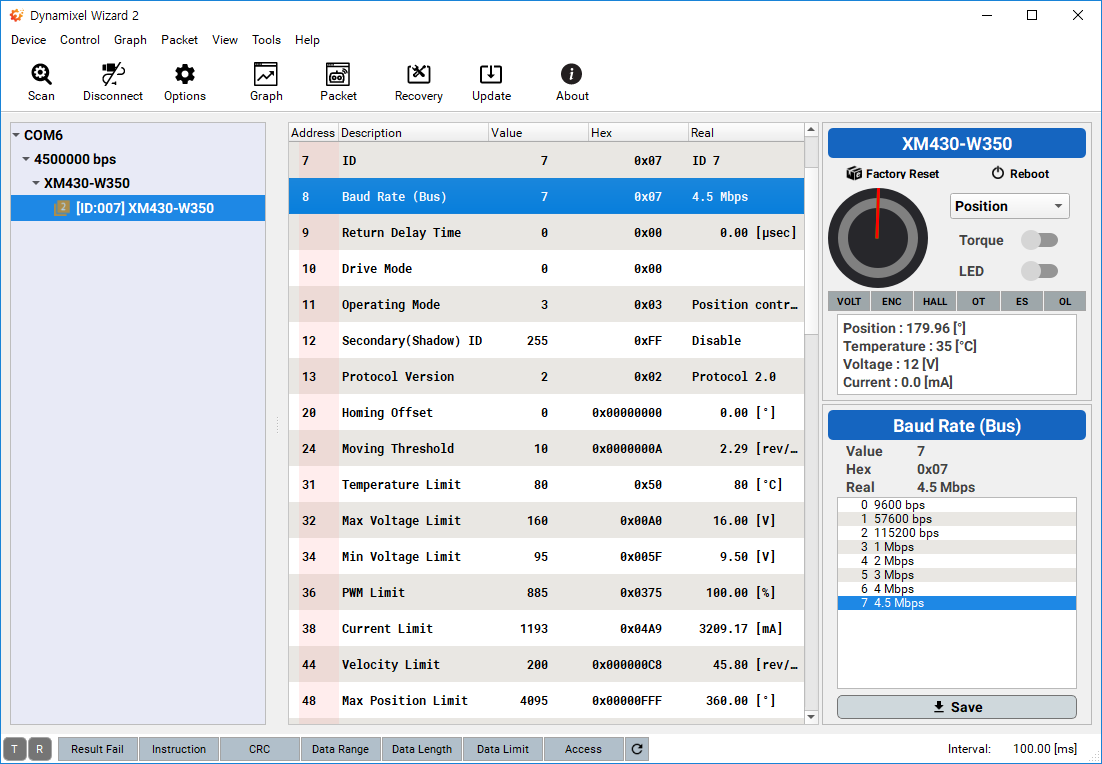 Dynamixel Wizard 2
Device Control Graph Packet View Tools Help
Scan Disconnect Options Graph Packet Recovery Update About
COM6
4500000 bps
XM430-W350
2 [ID:007] XM430-W350
Address Description Value Hex Real
7 ID 7 0x07 ID 7
8 Baud Rate (Bus) 7 0x07 4.5 Mbps
9 Return Delay Time 0 0x00 0.00 [μsec]
10 Drive Mode 0 0x00
11 Operating Mode 3 0x03 Position contr…
12 Secondary(Shadow) ID 255 0xFF Disable
13 Protocol Version 2 0x02 Protocol 2.0
20 Homing Offset 0 0x00000000 0.00 [°]
24 Moving Threshold 10 0x0000000A 2.29 [rev/…
31 Temperature Limit 80 0x50 80 [°C]
32 Max Voltage Limit 160 0x00A0 16.00 [V]
34 Min Voltage Limit 95 0x005F 9.50 [V]
36 PWM Limit 885 0x0375 100.00 [%]
38 Current Limit 1193 0x04A9 3209.17 [mA]
44 Velocity Limit 200 0x000000C8 45.80 [rev/…
48 Max Position Limit 4095 0x00000FFF 360.00 [°]
XM430-W350
Factory Reset Reboot
Position
Torque
LED
VOLT ENC HALL OT ES OL
Position : 179.96 [°]
Temperature : 35 [°C]
Voltage : 12 [V]
Current : 0.0 [mA]
Baud Rate (Bus)
Value 7
Hex 0x07
Real 4.5 Mbps
0 9600 bps
1 57600 bps
2 115200 bps
3 1 Mbps
4 2 Mbps
5 3 Mbps
6 4 Mbps
7 4.5 Mbps
Save
T R Result Fail Instruction CRC Data Range Data Length Data Limit Access Interval: 100.00 [ms]